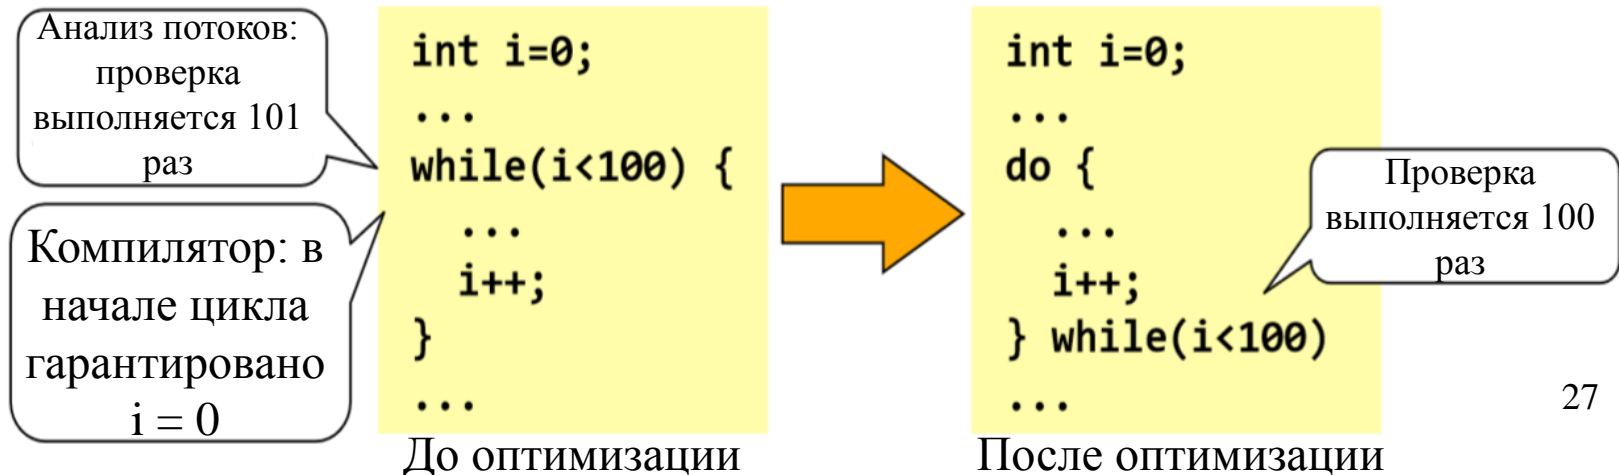 Анализ потоков:
проверка
выполняется 101
раз
Компилятор: в
начале цикла
гарантировано
i = 0
int i=0;
...
while(i<100) {
...
i++;
}
...
До оптимизации
int i=0;
...
do {
...
i++;
} while(i<100)
...
После оптимизации
Проверка
выполняется 100
раз
27